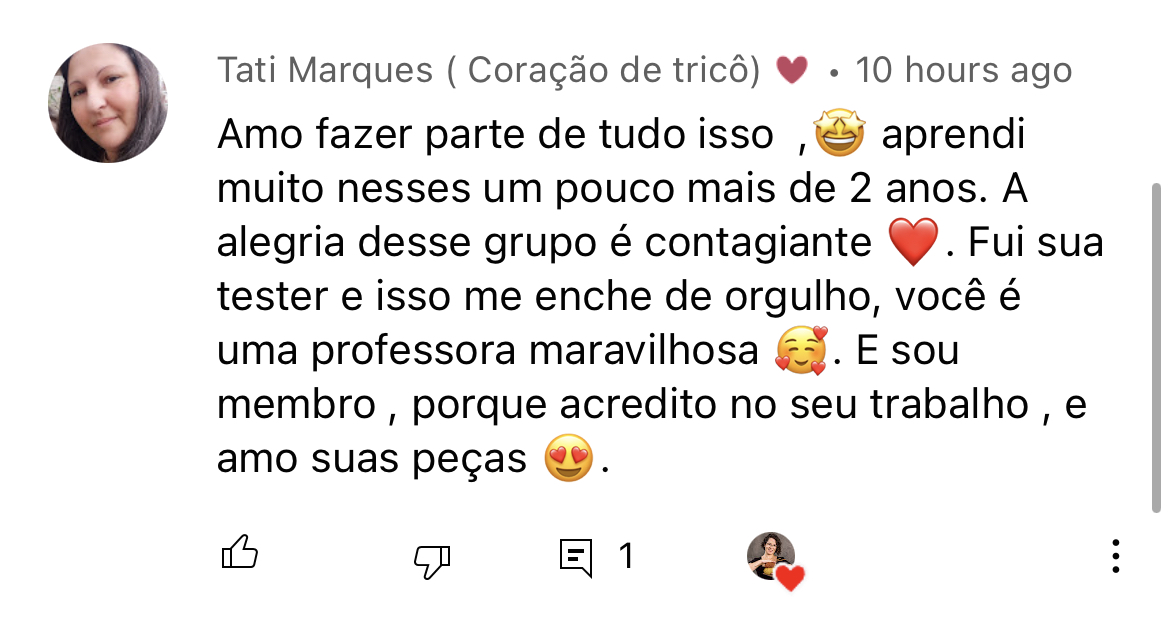 Tati Marques ( Coração de tricô) ♥ • 10 hours ago
Amo fazer parte de tudo isso ,🤩 aprendi
muito nesses um pouco mais de 2 anos. A
alegria desse grupo é contagiante ❤️. Fui sua
tester e isso me enche de orgulho, você é
uma professora maravilhosa 🥰. E sou
membro , porque acredito no seu trabalho , e
amo suas peças 😍.
1